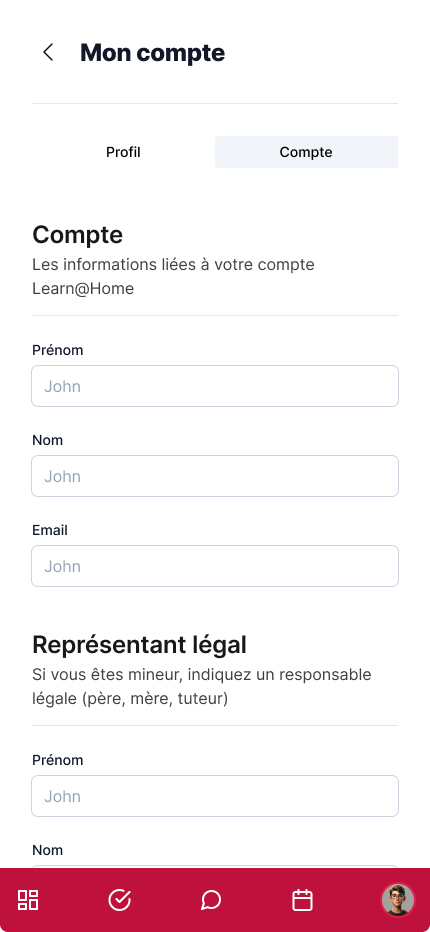 Mon compte
Profil
Compte
Compte
Les informations liées à votre compte
Learn@Home
Prénom
John
Nom
John
Email
John
Représentant légal
Si vous êtes mineur, indiquez un responsable
légale (père, mère, tuteur)
Prénom
John
Nom